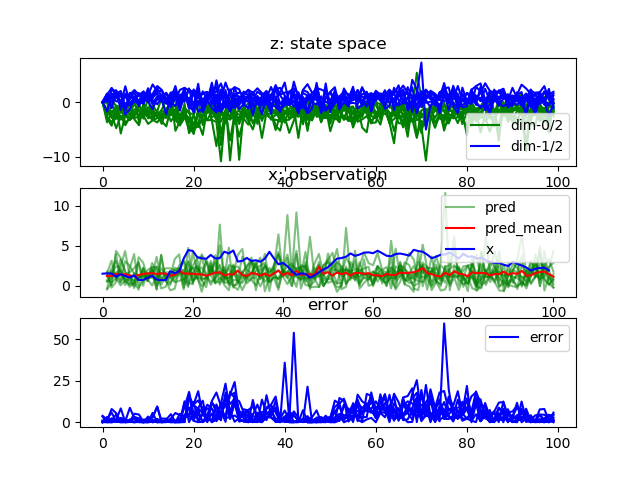 z: state space
0
−10
dim-0/2
dim-1/2
0 20 40 60 80 100
x: observation
10
5
0
pred
pred_mean
x
0 20 40 60 80 100
error
50
25
0
error
0 20 40 60 80 100